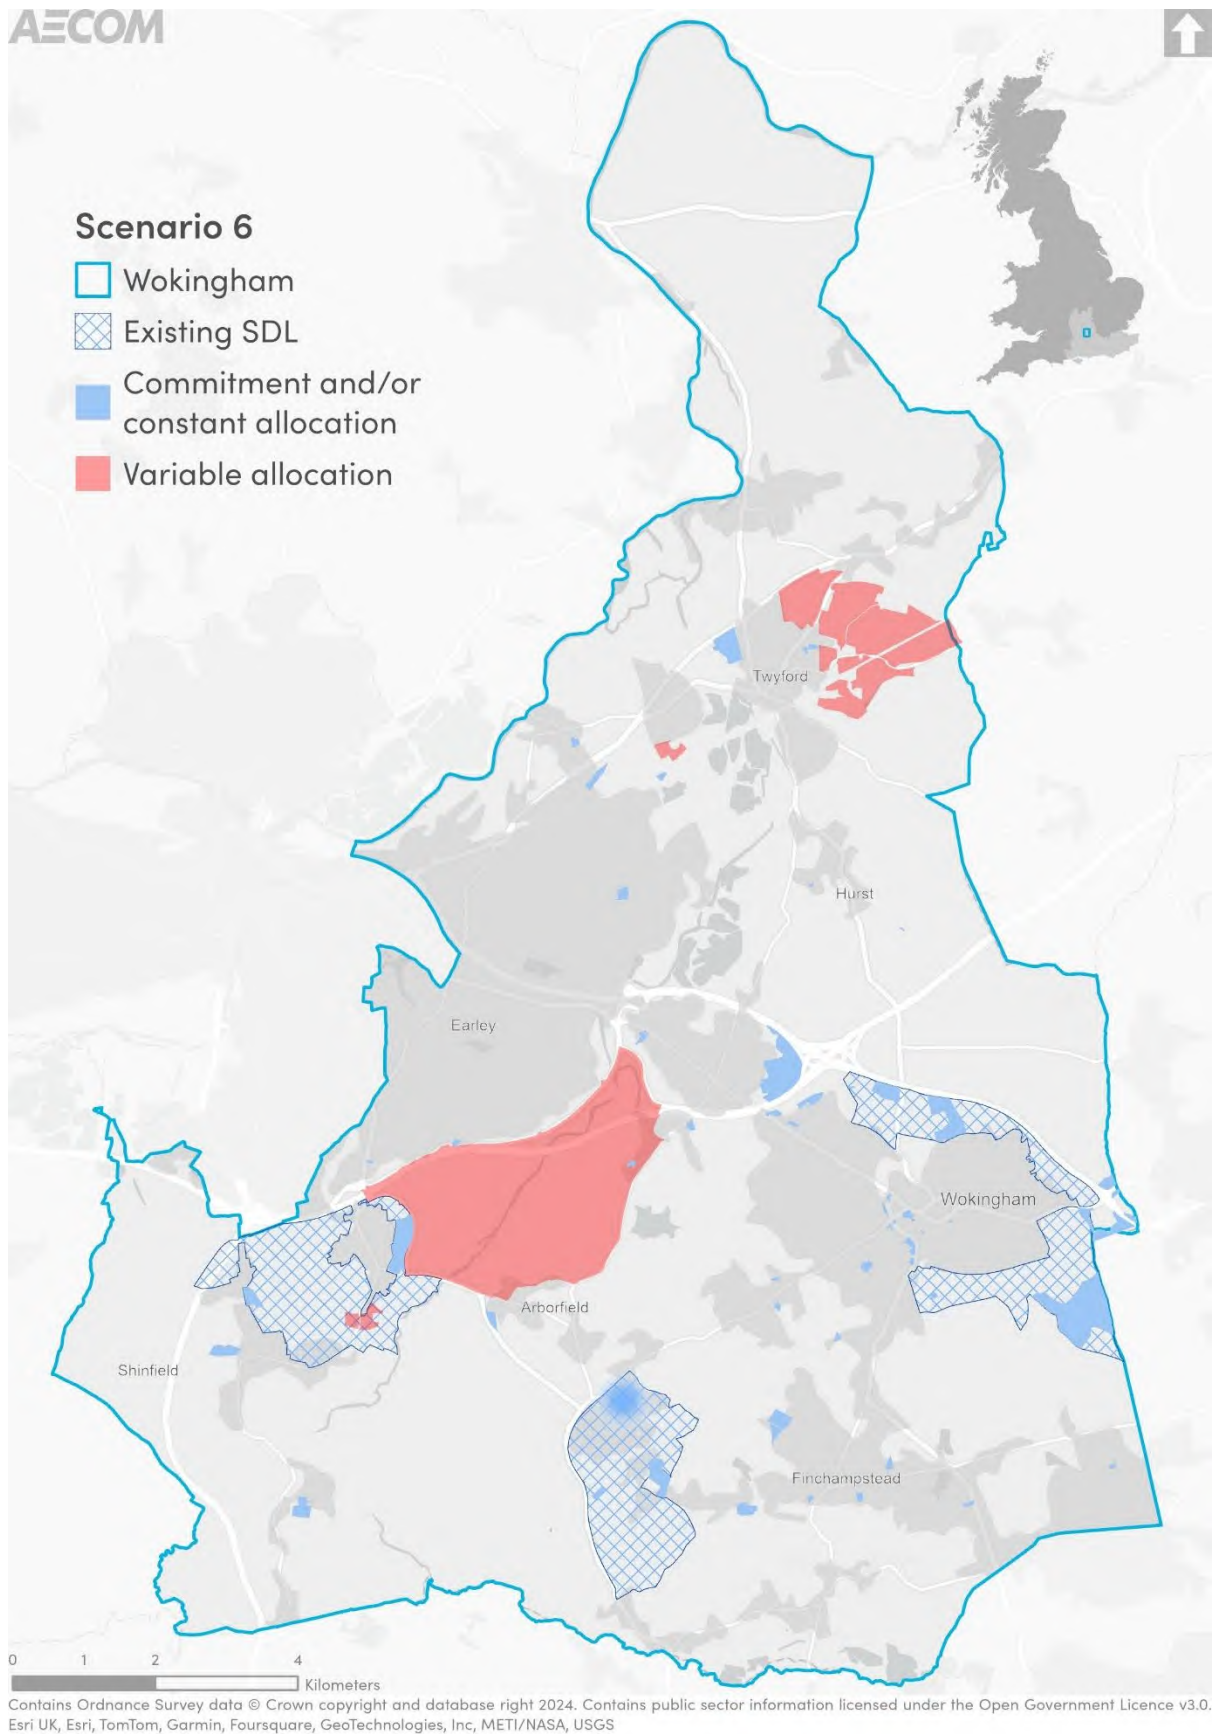 AECOM
Scenario 6
Wokingham
Existing SDL
Commitment and/or
constant allocation
Variable allocation
Twyford
Hurst
Earley
Wokingham
Arborfield
Shinfield
Finchampstead
0 1 2 4
Kilometers
Contains Ordnance Survey data © Crown copyright and database right 2024. Contains public sector information licensed under the Open Government Licence v3.0.
Esri UK, Esri, TomTom, Garmin, Foursquare, GeoTechnologies, Inc, METI/NASA, USGS